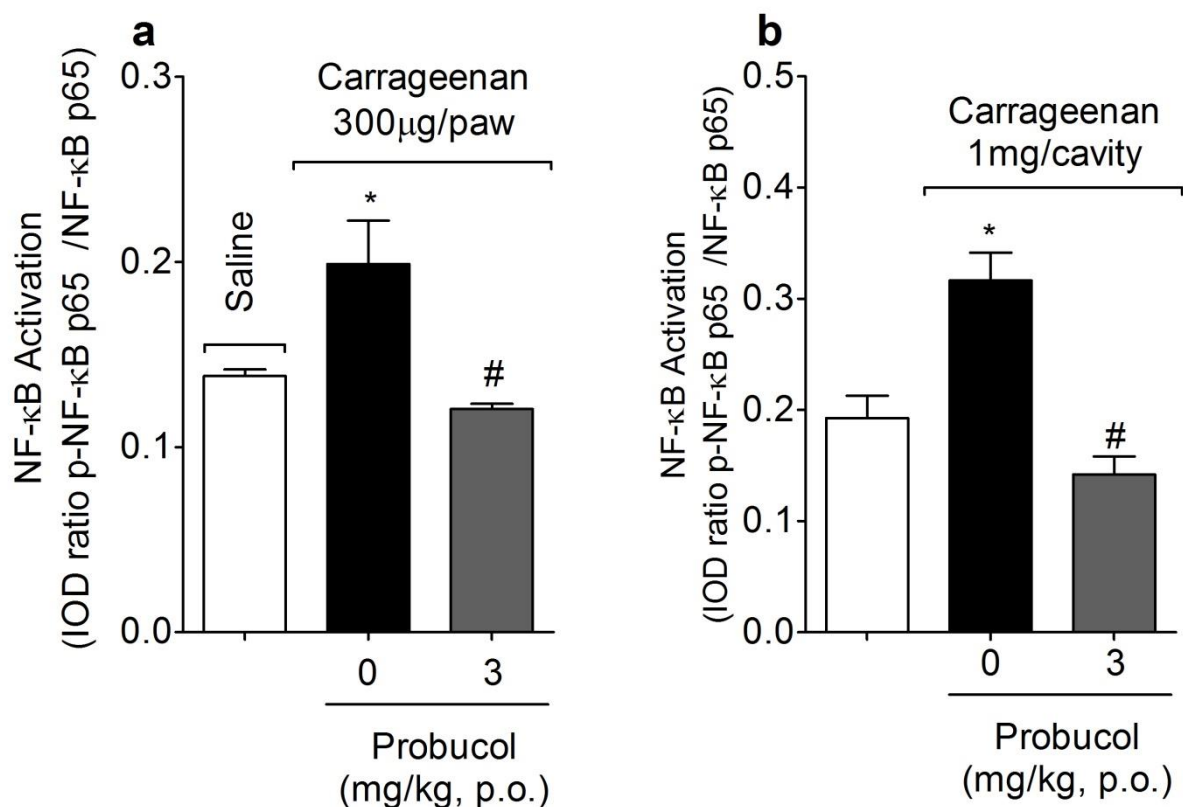 a
Carrageenan
300µg/paw
NF-κB Activation
(IOD ratio p-NF-κB p65 /NF-κB p65)
0.3
0.2
0.1
0.0
Saline
*
#
0
3
Probucol
(mg/kg, p.o.)
b
Carrageenan
1mg/cavity
NF-κB Activation
(IOD ratio p-NF-κB p65 /NF-κB p65)
0.5
0.4
0.3
0.2
0.1
0.0
*
#
0
3
Probucol
(mg/kg, p.o.)